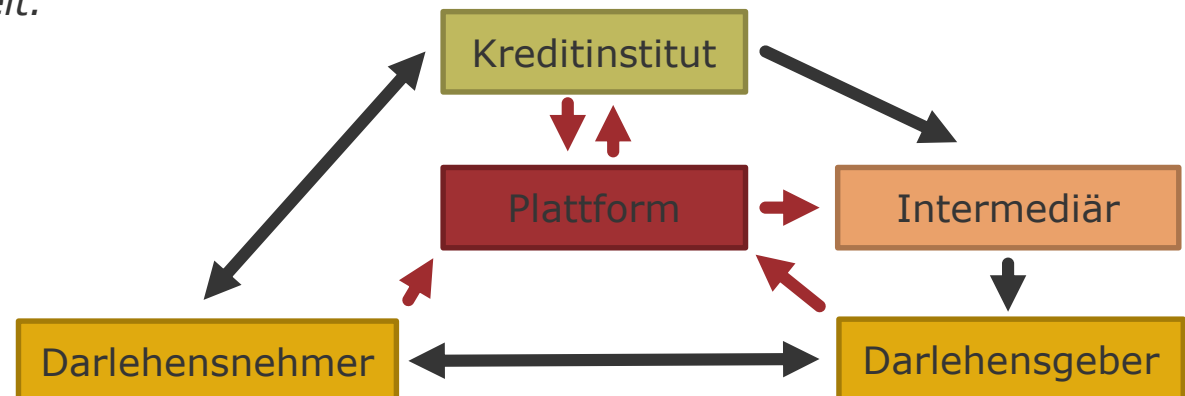 Kreditinstitut
Plattform
Intermediär
Darlehensnehmer
Darlehensgeber